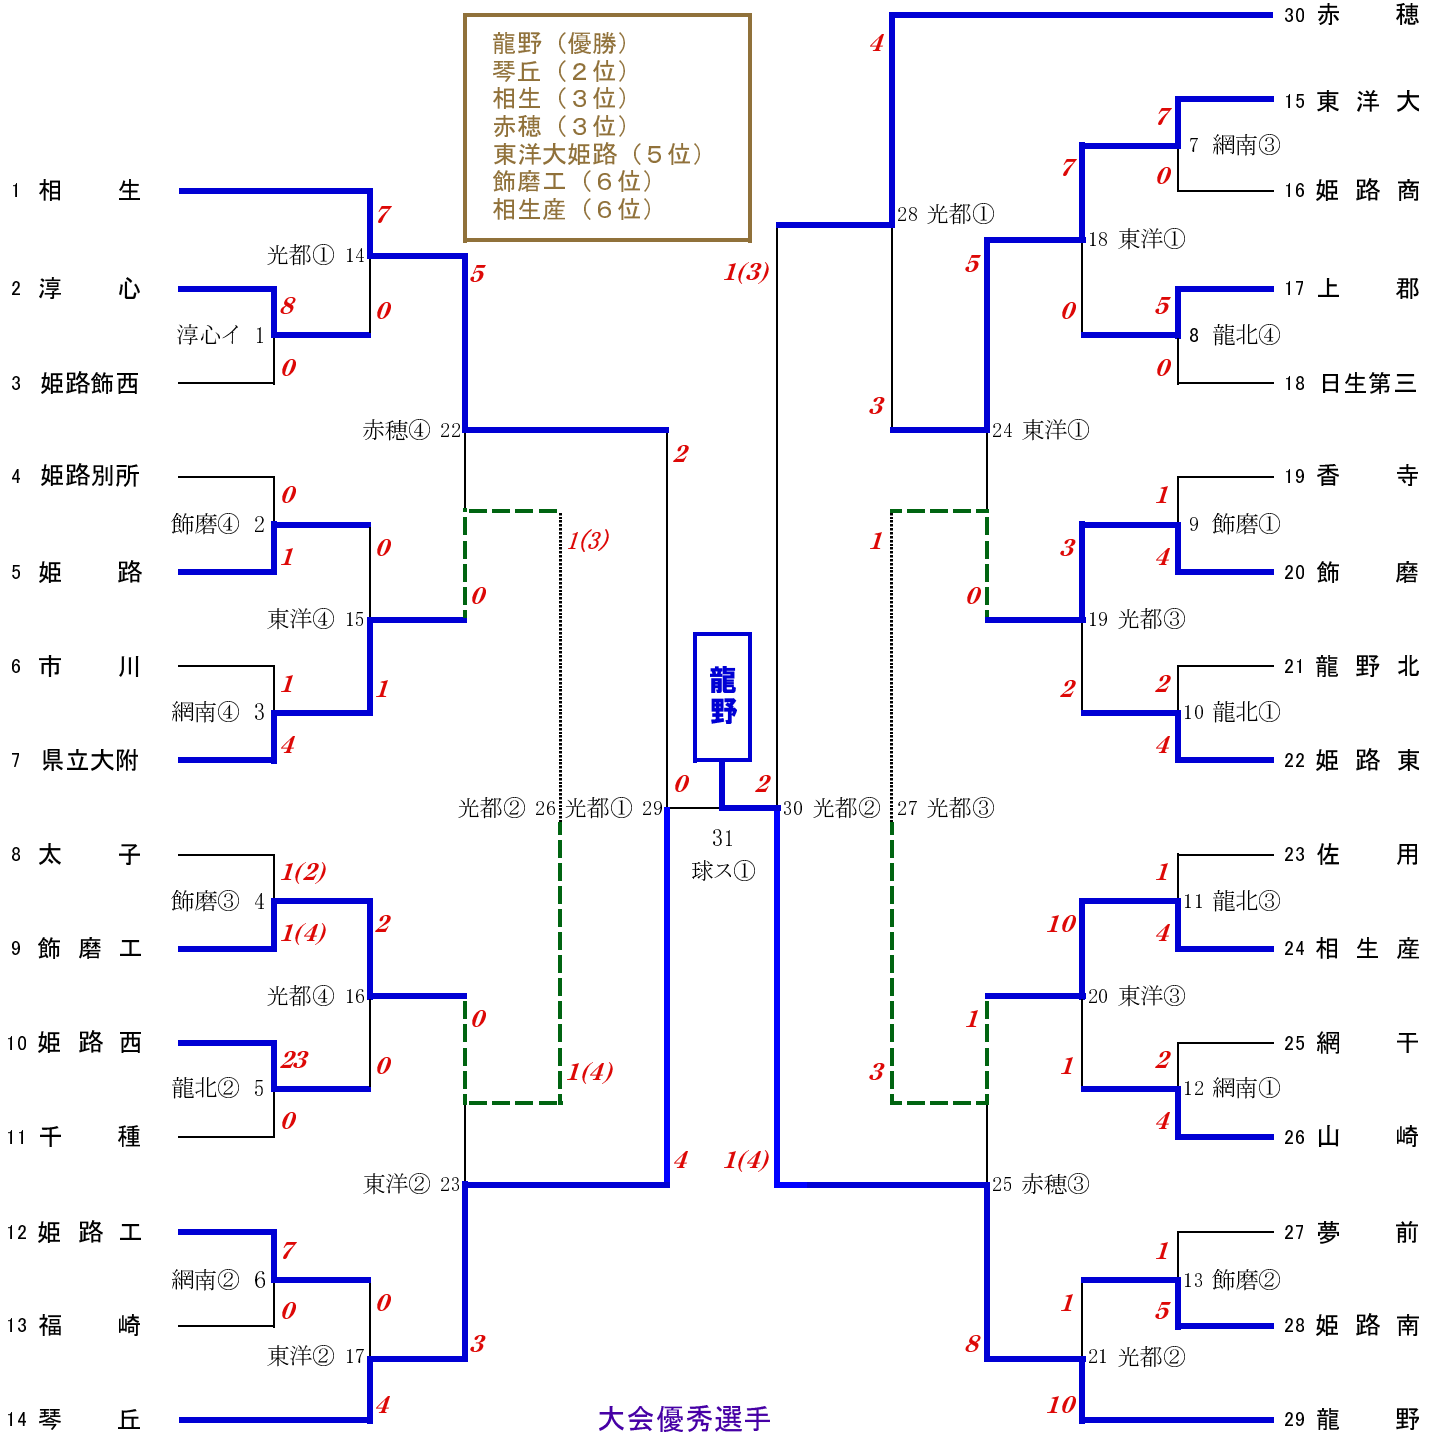 龍野（優勝）
琴丘（２位）
相生（３位）
赤穂（３位）
東洋大姫路（５位）
飾磨工（６位）
相生産（６位）
1 相 生
2 淳 心
3 姫路飾西
4 姫路別所
5 姫 路
6 市 川
7 県立大附
8 太 子
9 飾 磨 工
10 姫 路 西
11 千 種
12 姫 路 工
13 福 崎
14 琴 丘
光都① 14
7
0
淳心イ 1
8
0
赤穂④ 22
5
0
飾磨④ 2
0
1
東洋④ 15
0
1
網南④ 3
1
4
飾磨③ 4
1(2)
1(4)
光都④ 16
2
0
龍北② 5
23
0
東洋② 23
0
3
網南② 6
7
0
東洋② 17
0
4
光都② 26
1(3)
1(4)
光都① 29
2
4
龍野
0
2
31
球ス①
30 光都②
1(3)
1(4)
28 光都①
4
3
27 光都③
1
3
24 東洋①
5
0
18 東洋①
7
0
7 網南③
7
0
8 龍北④
5
0
19 光都③
3
2
9 飾磨①
1
4
10 龍北①
2
4
25 赤穂③
1
8
20 東洋③
10
1
11 龍北③
1
4
12 網南①
2
4
21 光都②
1
10
13 飾磨②
1
5
30 赤 穂
15 東 洋 大
16 姫 路 商
17 上 郡
18 日生第三
19 香 寺
20 飾 磨
21 龍 野 北
22 姫 路 東
23 佐 用
24 相 生 産
25 網 干
26 山 崎
27 夢 前
28 姫 路 南
29 龍 野
大会優秀選手